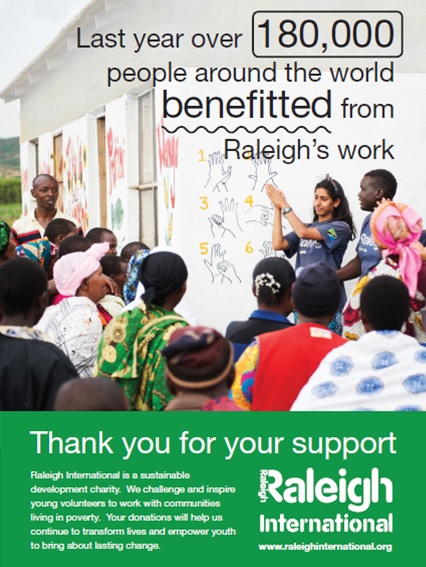 Last year over 180,000
people around the world
benefitted from
Raleigh's work
1 2
3 4
5 6
Thank you for your support
Raleigh International is a sustainable
development charity. We challenge and inspire
young volunteers to work with communities
living in poverty. Your donations will help us
continue to transform lives and empower youth
to bring about lasting change.
Raleigh
Raleigh
International
www.raleighinternational.org